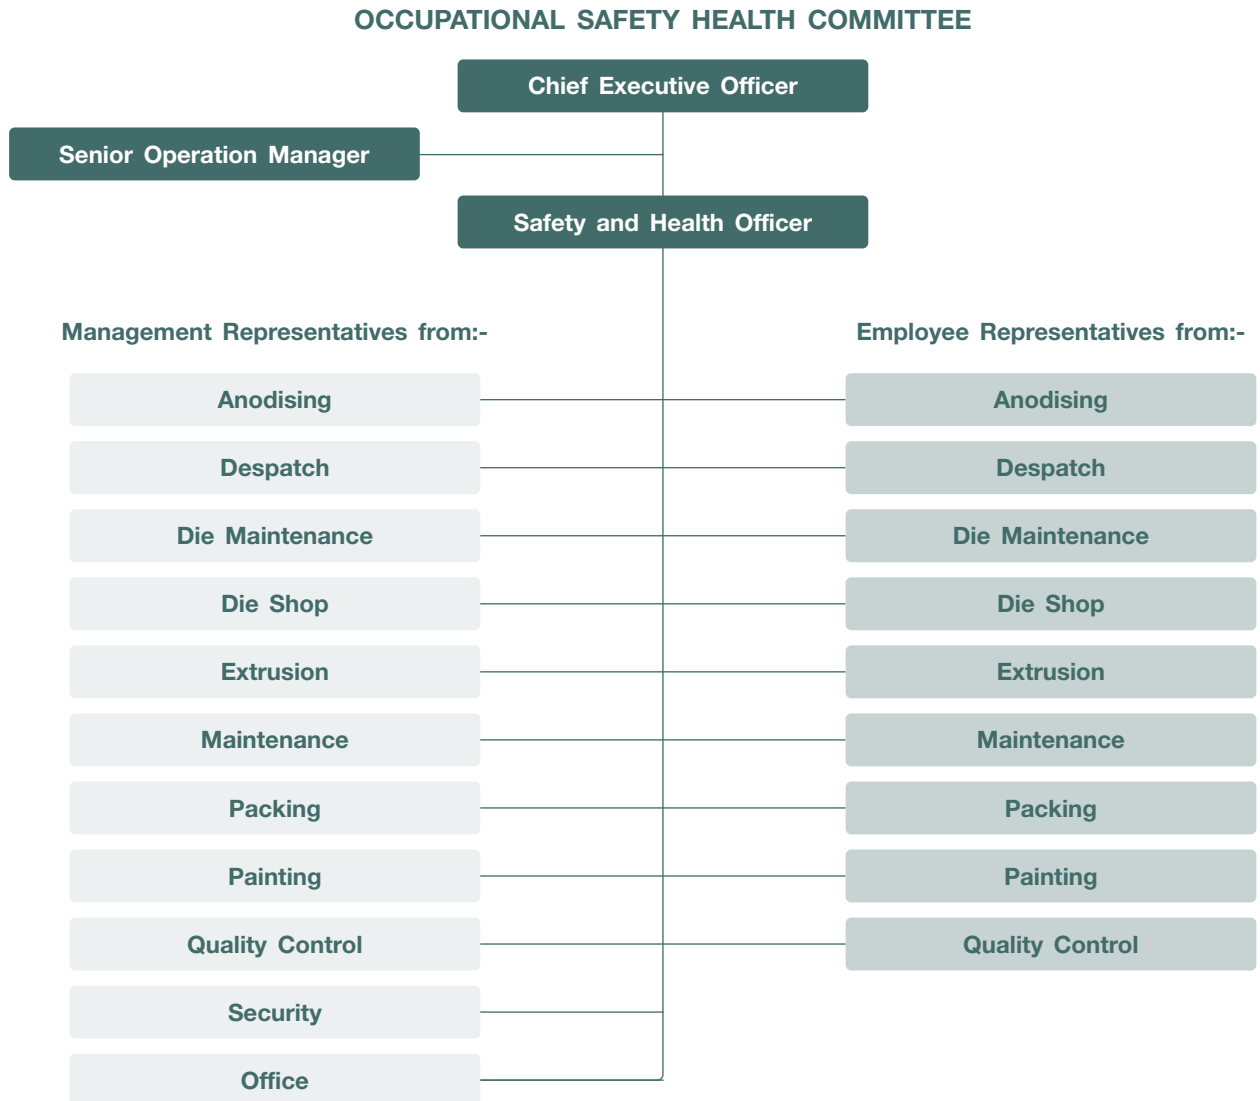 OCCUPATIONAL SAFETY HEALTH COMMITTEE
Chief Executive Officer
Senior Operation Manager
Safety and Health Officer
Management Representatives from:-
Anodising
Despatch
Die Maintenance
Die Shop
Extrusion
Maintenance
Packing
Painting
Quality Control
Security
Office
Employee Representatives from:-
Anodising
Despatch
Die Maintenance
Die Shop
Extrusion
Maintenance
Packing
Painting
Quality Control